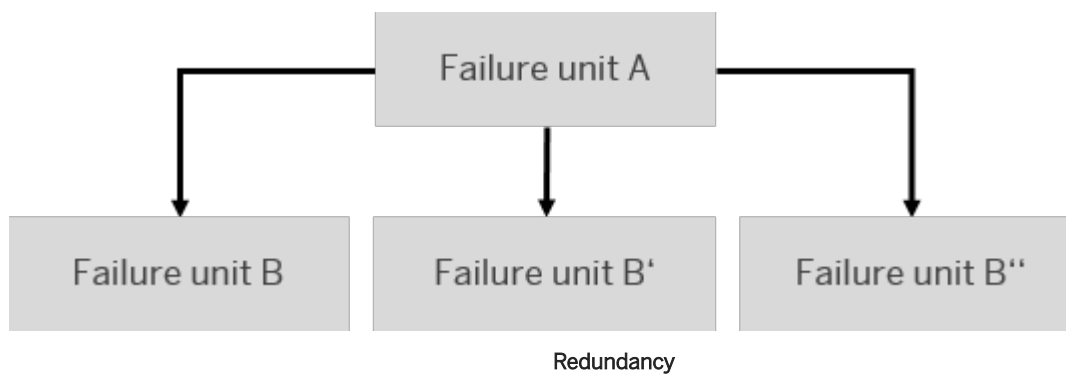 Failure unit A
Failure unit B
Failure unit B‘
Failure unit B“
Redundancy